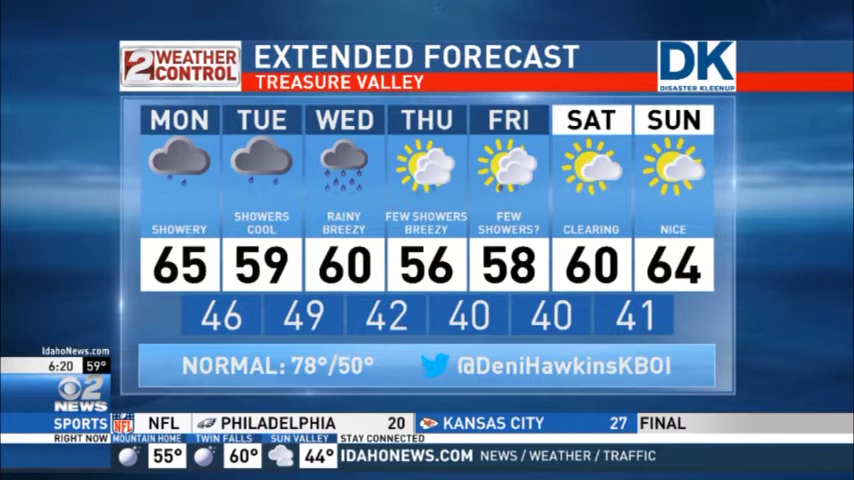 2 WEATHER CONTROL
EXTENDED FORECAST
TREASURE VALLEY
DK
DISASTER KLEENUP
MON TUE WED THU FRI SAT SUN
SHOWERY SHOWERS COOL RAINY BREEZY FEW SHOWERS BREEZY FEW SHOWERS? CLEARING NICE
65 59 60 56 58 60 64
46 49 42 40 40 41
NORMAL: 78°/50° @DeniHawkinsKBOI
IdahoNews.com
6:20 59°
2
NEWS
SPORTS NFL NFL PHILADELPHIA 20 KANSAS CITY 27 FINAL
RIGHT NOW MOUNTAIN HOME TWIN FALLS SUN VALLEY STAY CONNECTED
55° 60° 44° IDAHONEWS.COM NEWS / WEATHER / TRAFFIC